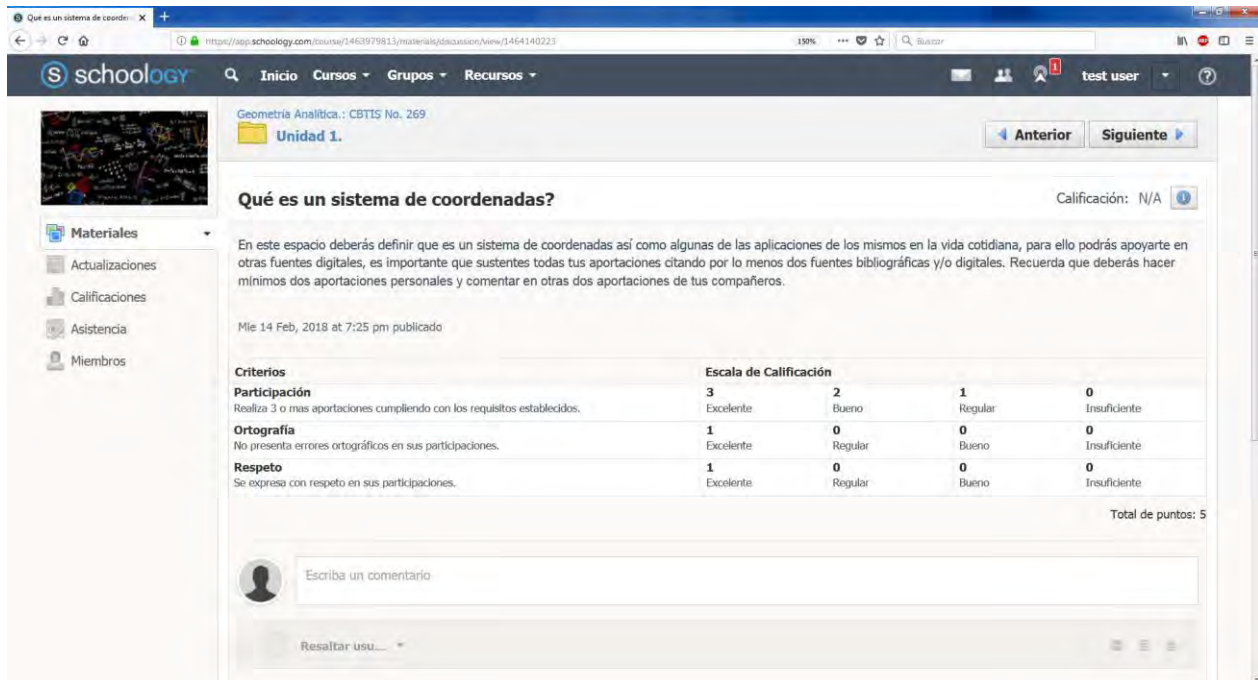 Qué es un sistema de coorder
https://app.schoology.com/course/1463979813/materials/discussion/view/1464140223
150%
Buscar
S schoology
Inicio Cursos Grupos Recursos
1
test user
Geometría Analítica.: CBTIS No. 269
Unidad 1.
Anterior
Siguiente
Qué es un sistema de coordenadas?
Calificación: N/A
Materiales
Actualizaciones
Calificaciones
Asistencia
Miembros
En este espacio deberás definir que es un sistema de coordenadas así como algunas de las aplicaciones de los mismos en la vida cotidiana, para ello podrás apoyarte en
otras fuentes digitales, es importante que sustentes todas tus aportaciones citando por lo menos dos fuentes bibliográficas y/o digitales. Recuerda que deberás hacer
mínimos dos aportaciones personales y comentar en otras dos aportaciones de tus compañeros.
Mie 14 Feb, 2018 at 7:25 pm publicado
Criterios Escala de Calificación
Participación 3 2 1 0
Realiza 3 o mas aportaciones cumpliendo con los requisitos establecidos. Excelente Bueno Regular Insuficiente
Ortografía 1 0 0 0
No presenta errores ortográficos en sus participaciones. Excelente Regular Bueno Insuficiente
Respeto 1 0 0 0
Se expresa con respeto en sus participaciones. Excelente Regular Bueno Insuficiente
Total de puntos: 5
Escriba un comentario
Resaltar usu...